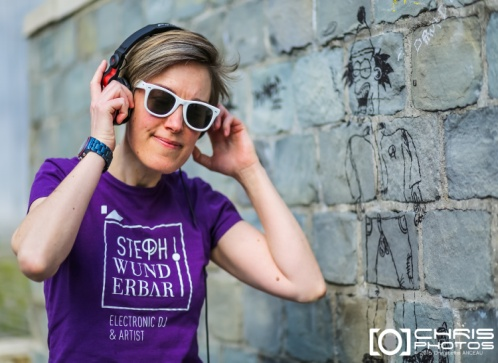 STEPH!
WUND
ERBAR
ELECTRONIC DJ
& ARTIST
CHRIS
PHOTOS